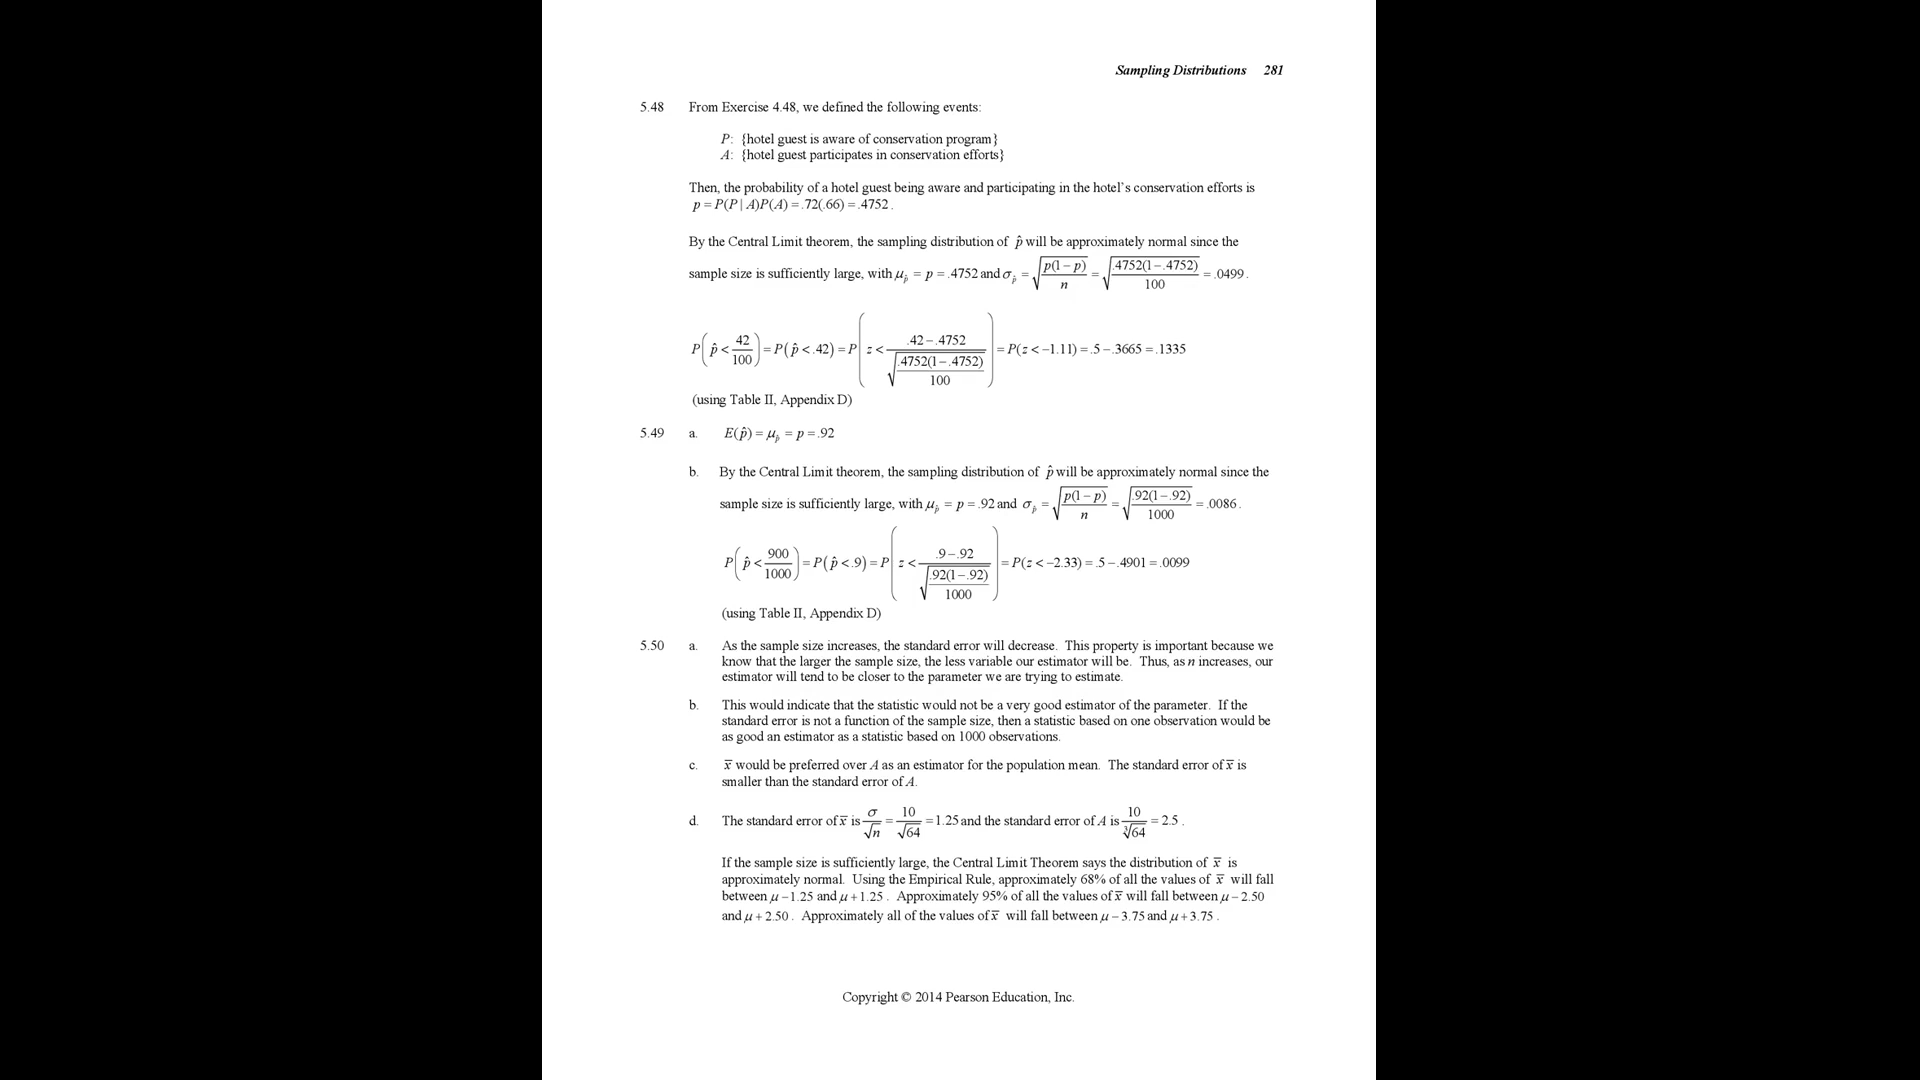 Sampling Distributions 281
5.48 From Exercise 4.48, we defined the following events:
P: {hotel guest is aware of conservation program}
A: {hotel guest participates in conservation efforts}
Then, the probability of a hotel guest being aware and participating in the hotel's conservation efforts is
p = P(P | A)P(A) = .72(.66) = .4752 .
By the Central Limit theorem, the sampling distribution of p̂ will be approximately normal since the
sample size is sufficiently large, with μ_p̂ = p = .4752 and σ_p̂ = √(p(1 − p)/n) = √(.4752(1 − .4752)/100) = .0499 .
P(p̂ < 42/100) = P(p̂ < .42) = P(z < (.42 − .4752)/√(.4752(1 − .4752)/100)) = P(z < −1.11) = .5 − .3665 = .1335
(using Table II, Appendix D)
5.49 a. E(p̂) = μ_p̂ = p = .92
b. By the Central Limit theorem, the sampling distribution of p̂ will be approximately normal since the
sample size is sufficiently large, with μ_p̂ = p = .92 and σ_p̂ = √(p(1 − p)/n) = √(.92(1 − .92)/1000) = .0086 .
P(p̂ < 900/1000) = P(p̂ < .9) = P(z < (.9 − .92)/√(.92(1 − .92)/1000)) = P(z < −2.33) = .5 − .4901 = .0099
(using Table II, Appendix D)
5.50 a. As the sample size increases, the standard error will decrease. This property is important because we
know that the larger the sample size, the less variable our estimator will be. Thus, as n increases, our
estimator will tend to be closer to the parameter we are trying to estimate.
b. This would indicate that the statistic would not be a very good estimator of the parameter. If the
standard error is not a function of the sample size, then a statistic based on one observation would be
as good an estimator as a statistic based on 1000 observations.
c. x̅ would be preferred over A as an estimator for the population mean. The standard error of x̅ is
smaller than the standard error of A.
d. The standard error of x̅ is σ/√n = 10/√64 = 1.25 and the standard error of A is 10/∛64 = 2.5 .
If the sample size is sufficiently large, the Central Limit Theorem says the distribution of x̅ is
approximately normal. Using the Empirical Rule, approximately 68% of all the values of x̅ will fall
between μ − 1.25 and μ + 1.25 . Approximately 95% of all the values of x̅ will fall between μ − 2.50
and μ + 2.50 . Approximately all of the values of x̅ will fall between μ − 3.75 and μ + 3.75 .
Copyright © 2014 Pearson Education, Inc.